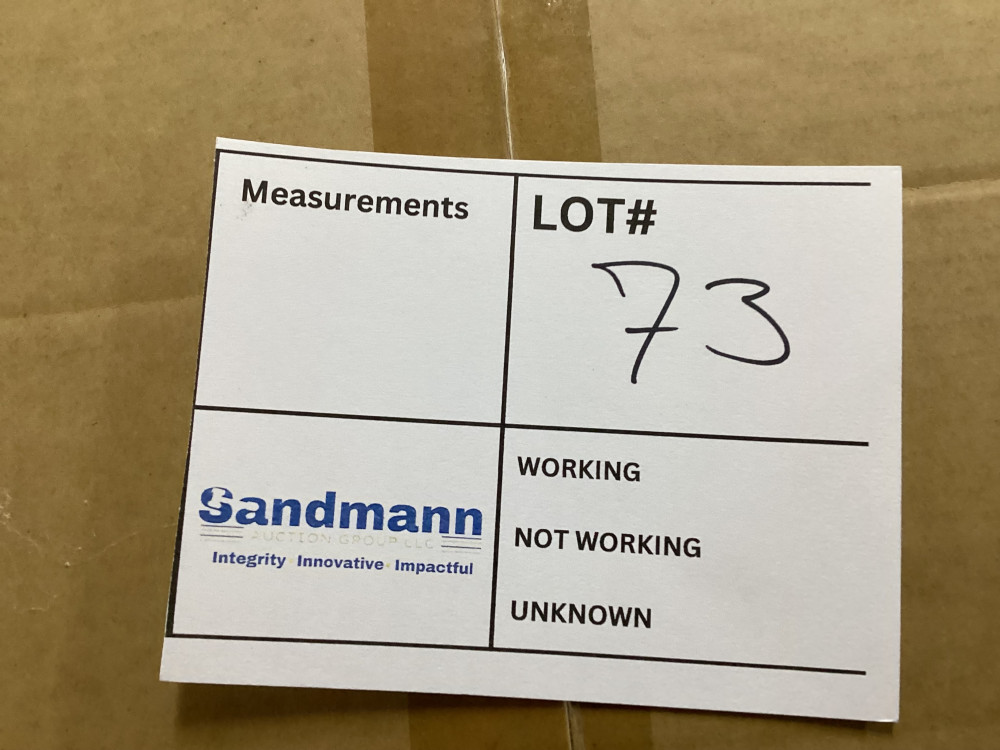 Measurements
LOT#
73
Sandmann
AUCTION GROUP LLC
Integrity Innovative Impactful
WORKING
NOT WORKING
UNKNOWN